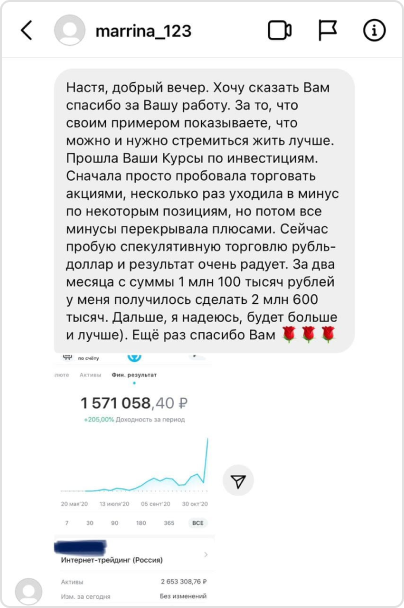 marrina_123
Настя, добрый вечер. Хочу сказать Вам
спасибо за Вашу работу. За то, что
своим примером показываете, что
можно и нужно стремиться жить лучше.
Прошла Ваши Курсы по инвестициям.
Сначала просто пробовала торговать
акциями, несколько раз уходила в минус
по некоторым позициям, но потом все
минусы перекрывала плюсами. Сейчас
пробую спекулятивную торговлю рубль-
доллар и результат очень радует. За два
месяца с суммы 1 млн 100 тысяч рублей
у меня получилось сделать 2 млн 600
тысяч. Дальше, я надеюсь, будет больше
и лучше). Ещё раз спасибо Вам 🌹🌹🌹
по счёту
Активы Фин. результат
1 571 058,40 ₽
+205,00% Доходность за период
20 мая'20 13 июля'20 05 сент'20 30 окт'20
7 30 90 180 365 ВСЕ
Интернет-трейдинг (Россия)
Активы 2 653 308,76 ₽
Изм. за сегодня Без изменений